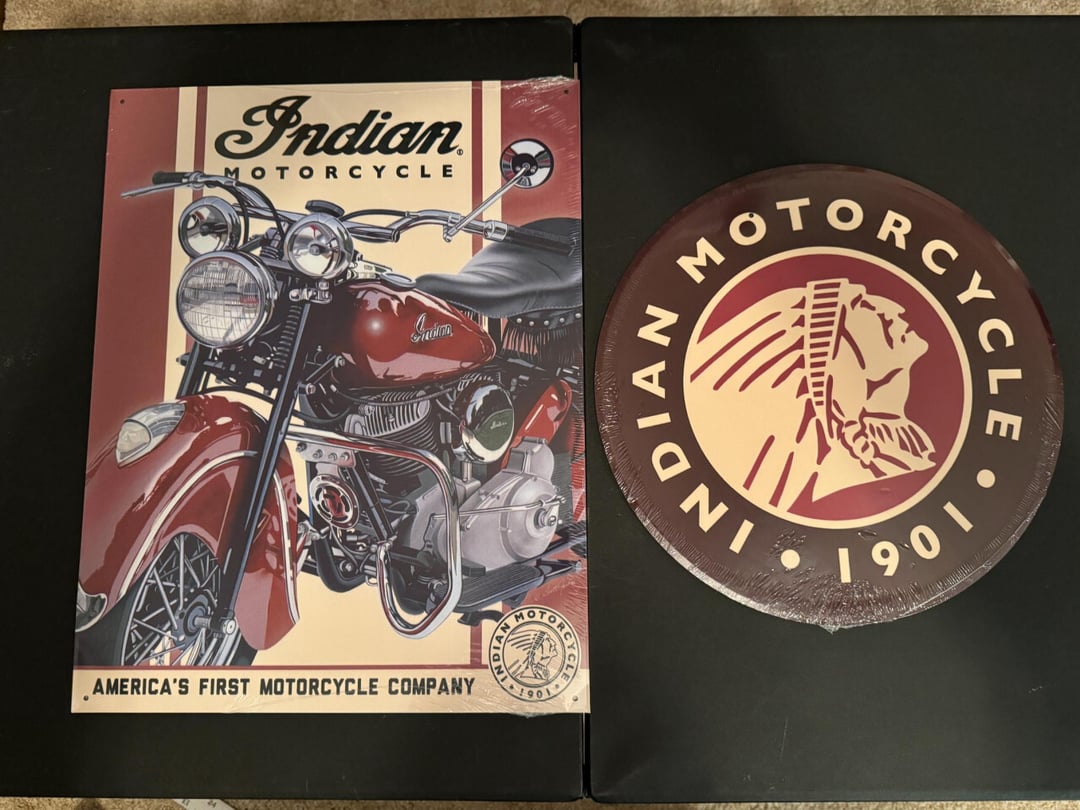 Indian®
MOTORCYCLE
Indian
AMERICA'S FIRST MOTORCYCLE COMPANY
INDIAN MOTORCYCLE • 1901 •
INDIAN MOTORCYCLE • 1901 •